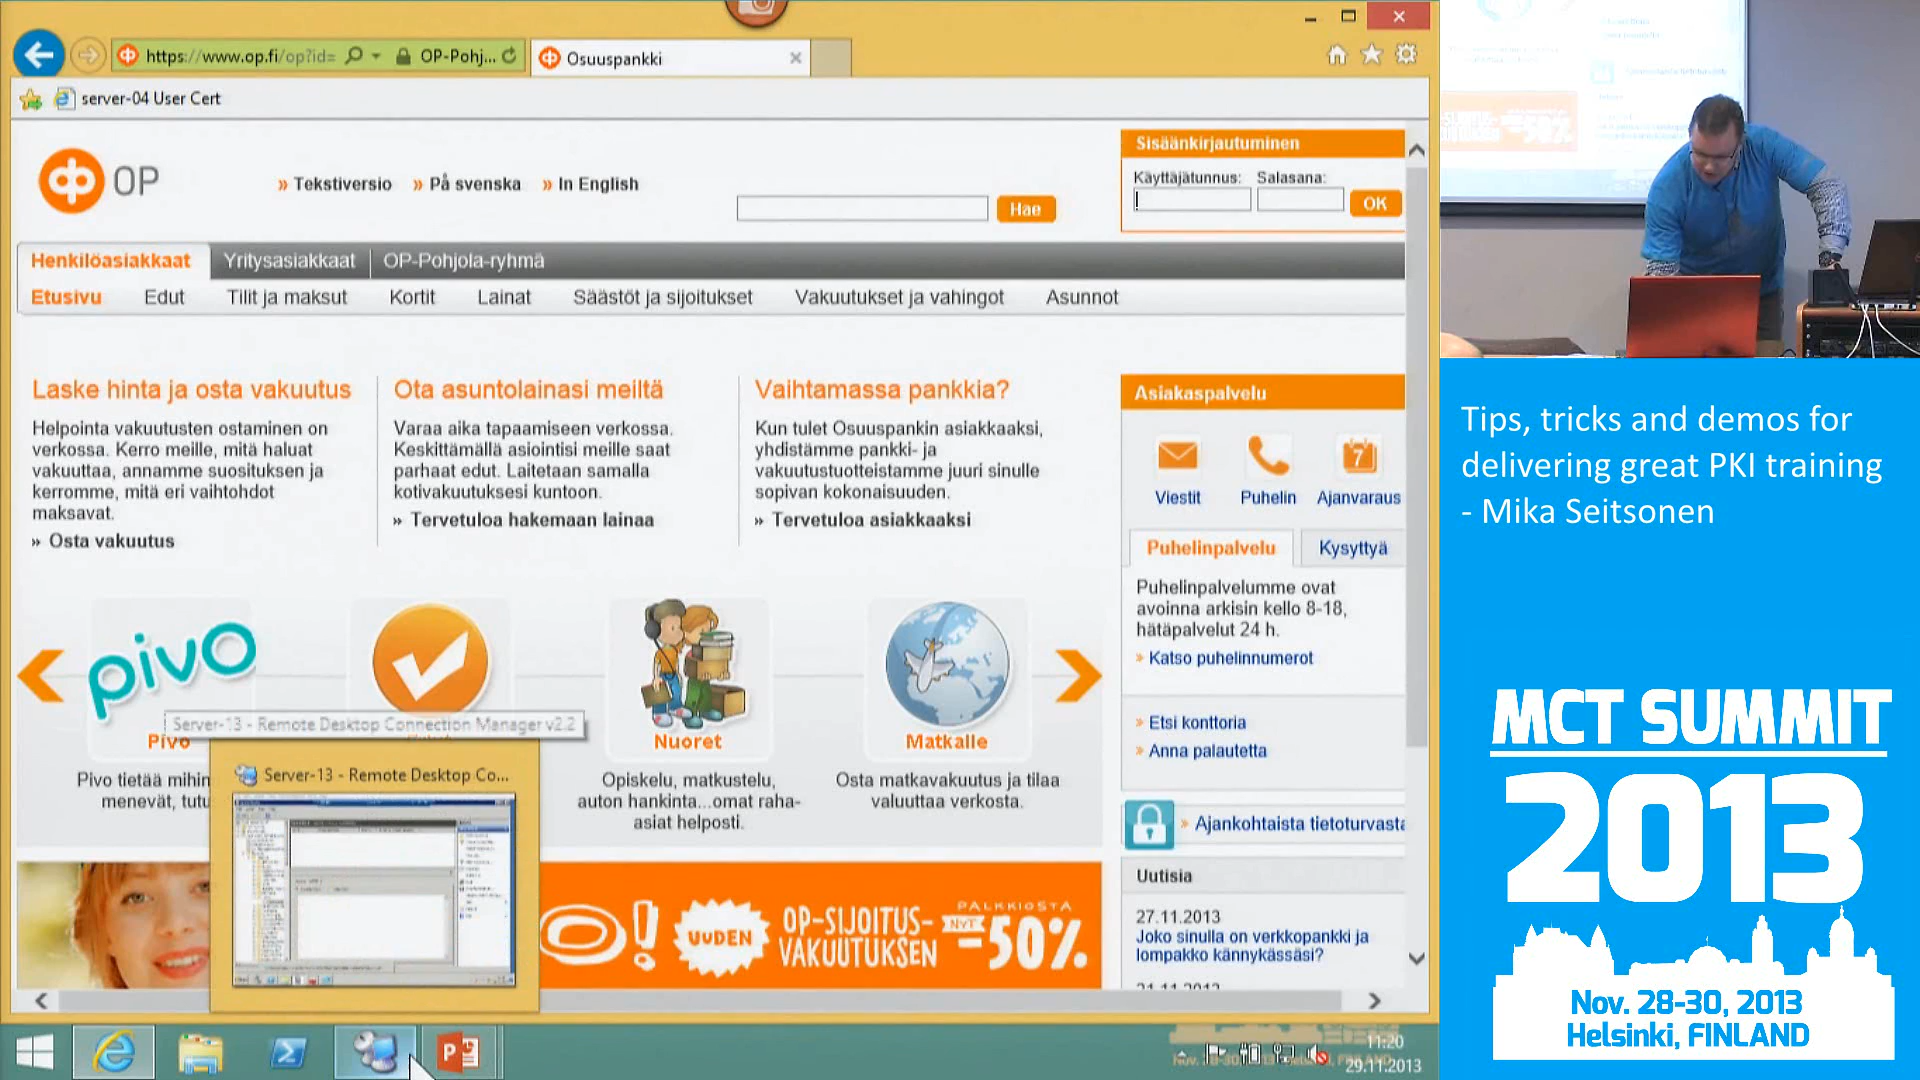 https://www.op.fi/op?id=
OP-Pohj...
Osuuspankki
server-04 User Cert
OP
» Tekstiversio » På svenska » In English
Hae
Sisäänkirjautuminen
Käyttäjätunnus: Salasana:
OK
Henkilöasiakkaat Yritysasiakkaat OP-Pohjola-ryhmä
Etusivu Edut Tilit ja maksut Kortit Lainat Säästöt ja sijoitukset Vakuutukset ja vahingot Asunnot
Laske hinta ja osta vakuutus
Helpointa vakuutusten ostaminen on
verkossa. Kerro meille, mitä haluat
vakuuttaa, annamme suosituksen ja
kerromme, mitä eri vaihtohdot
maksavat.
» Osta vakuutus
Ota asuntolainasi meiltä
Varaa aika tapaamiseen verkossa.
Keskittämällä asiointisi meille saat
parhaat edut. Laitetaan samalla
kotivakuutuksesi kuntoon.
» Tervetuloa hakemaan lainaa
Vaihtamassa pankkia?
Kun tulet Osuuspankin asiakkaaksi,
yhdistämme pankki- ja
vakuutustuotteistamme juuri sinulle
sopivan kokonaisuuden.
» Tervetuloa asiakkaaksi
Asiakaspalvelu
7
Viestit Puhelin Ajanvaraus
Puhelinpalvelu Kysyttyä
Puhelinpalvelumme ovat
avoinna arkisin kello 8-18,
hätäpalvelut 24 h.
» Katso puhelinnumerot
» Etsi konttoria
» Anna palautetta
» Ajankohtaista tietoturvasta
Uutisia
27.11.2013
Joko sinulla on verkkopankki ja
lompakko kännykässäsi?
21.11.2013
pivo
Server-13 - Remote Desktop Connection Manager v2.2
Pivo
Nuoret
Matkalle
Pivo tietää mihin
menevät, tutu
Opiskelu, matkustelu,
auton hankinta...omat raha-
asiat helposti.
Osta matkavakuutus ja tilaa
valuuttaa verkosta.
Server-13 - Remote Desktop Co...
O!
UUDEN
OP-SIJOITUS-
VAKUUTUKSEN
PALKKIOSTA
NYT
-50%
11:20
29.11.2013
Tips, tricks and demos for
delivering great PKI training
- Mika Seitsonen
MCT SUMMIT
2013
Nov. 28-30, 2013
Helsinki, FINLAND